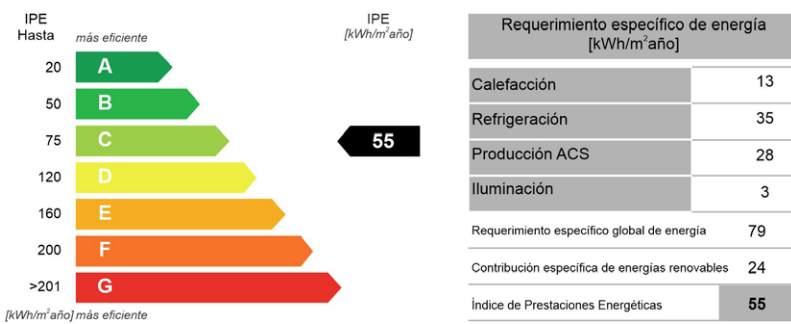 IPE
Hasta
más eficiente
IPE
[kWh/m²año]
20
A
50
B
75
C
55
120
D
160
E
200
F
>201
G
[kWh/m²año] más eficiente
Requerimiento específico de energía
[kWh/m²año]
Calefacción 13
Refrigeración 35
Producción ACS 28
Iluminación 3
Requerimiento específico global de energía 79
Contribución específica de energías renovables 24
Índice de Prestaciones Energéticas 55